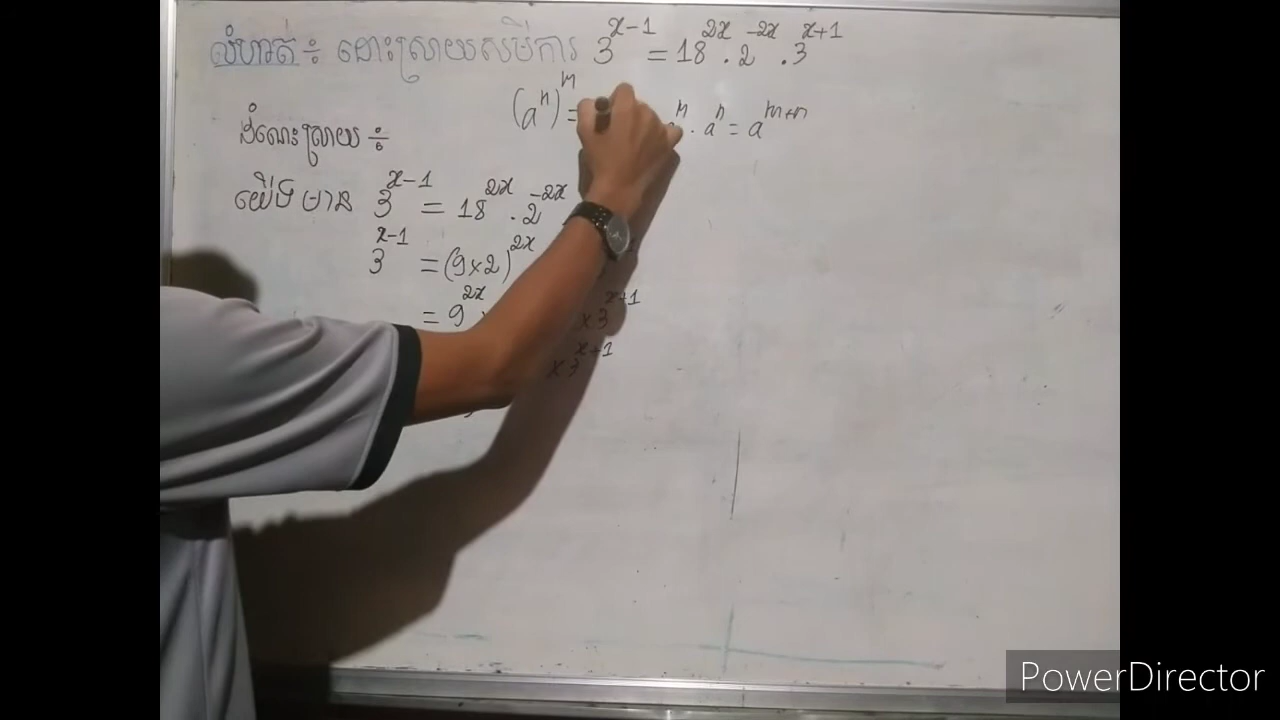 លំហាត់ ÷ ដោះស្រាយសមីការ 3^{x-1} = 18^{2x} . 2^{-2x} . 3^{x+1}
(a^n)^m = a^m . a^n = a^{m+n}
ដំណោះស្រាយ ÷
យើងមាន 3^{x-1} = 18^{2x} . 2^{-2x}
3^{x-1} = (9×2)^{2x}
= 9^{2x} ×3^{x+1}
×3^{x+1}
PowerDirector